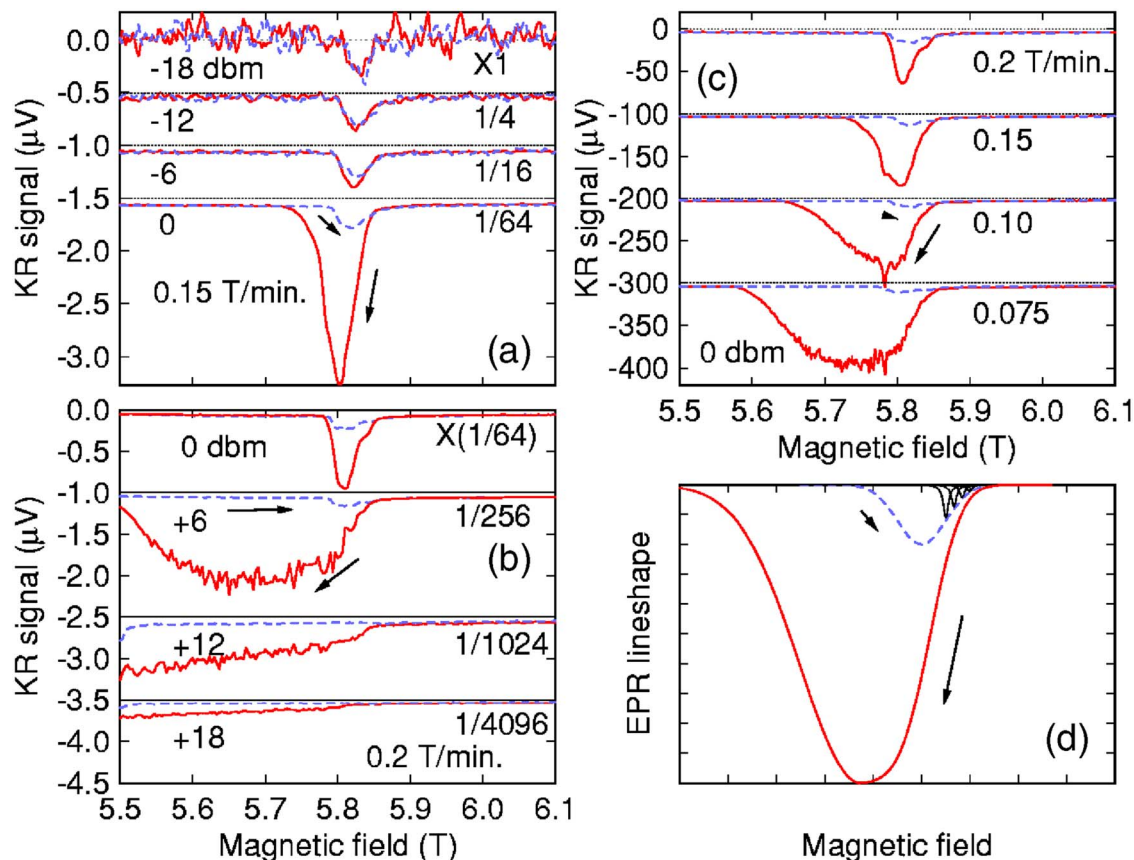 KR signal (μV)
0.0
-0.5
-1.0
-1.5
-2.0
-2.5
-3.0
-18 dbm
X1
-12
1/4
-6
1/16
0
1/64
0.15 T/min.
(a)
KR signal (μV)
0.0
-0.5
-1.0
-1.5
-2.0
-2.5
-3.0
-3.5
-4.0
-4.5
0 dbm
X(1/64)
+6
1/256
(b)
+12
1/1024
+18
1/4096
0.2 T/min.
5.5 5.6 5.7 5.8 5.9 6.0 6.1
Magnetic field (T)
KR signal (μV)
0
-50
-100
-50
-100
-150
-200
-250
-300
-350
-400
(c)
0.2 T/min.
0.15
0.10
0.075
0 dbm
5.5 5.6 5.7 5.8 5.9 6.0 6.1
Magnetic field (T)
EPR lineshape
(d)
Magnetic field